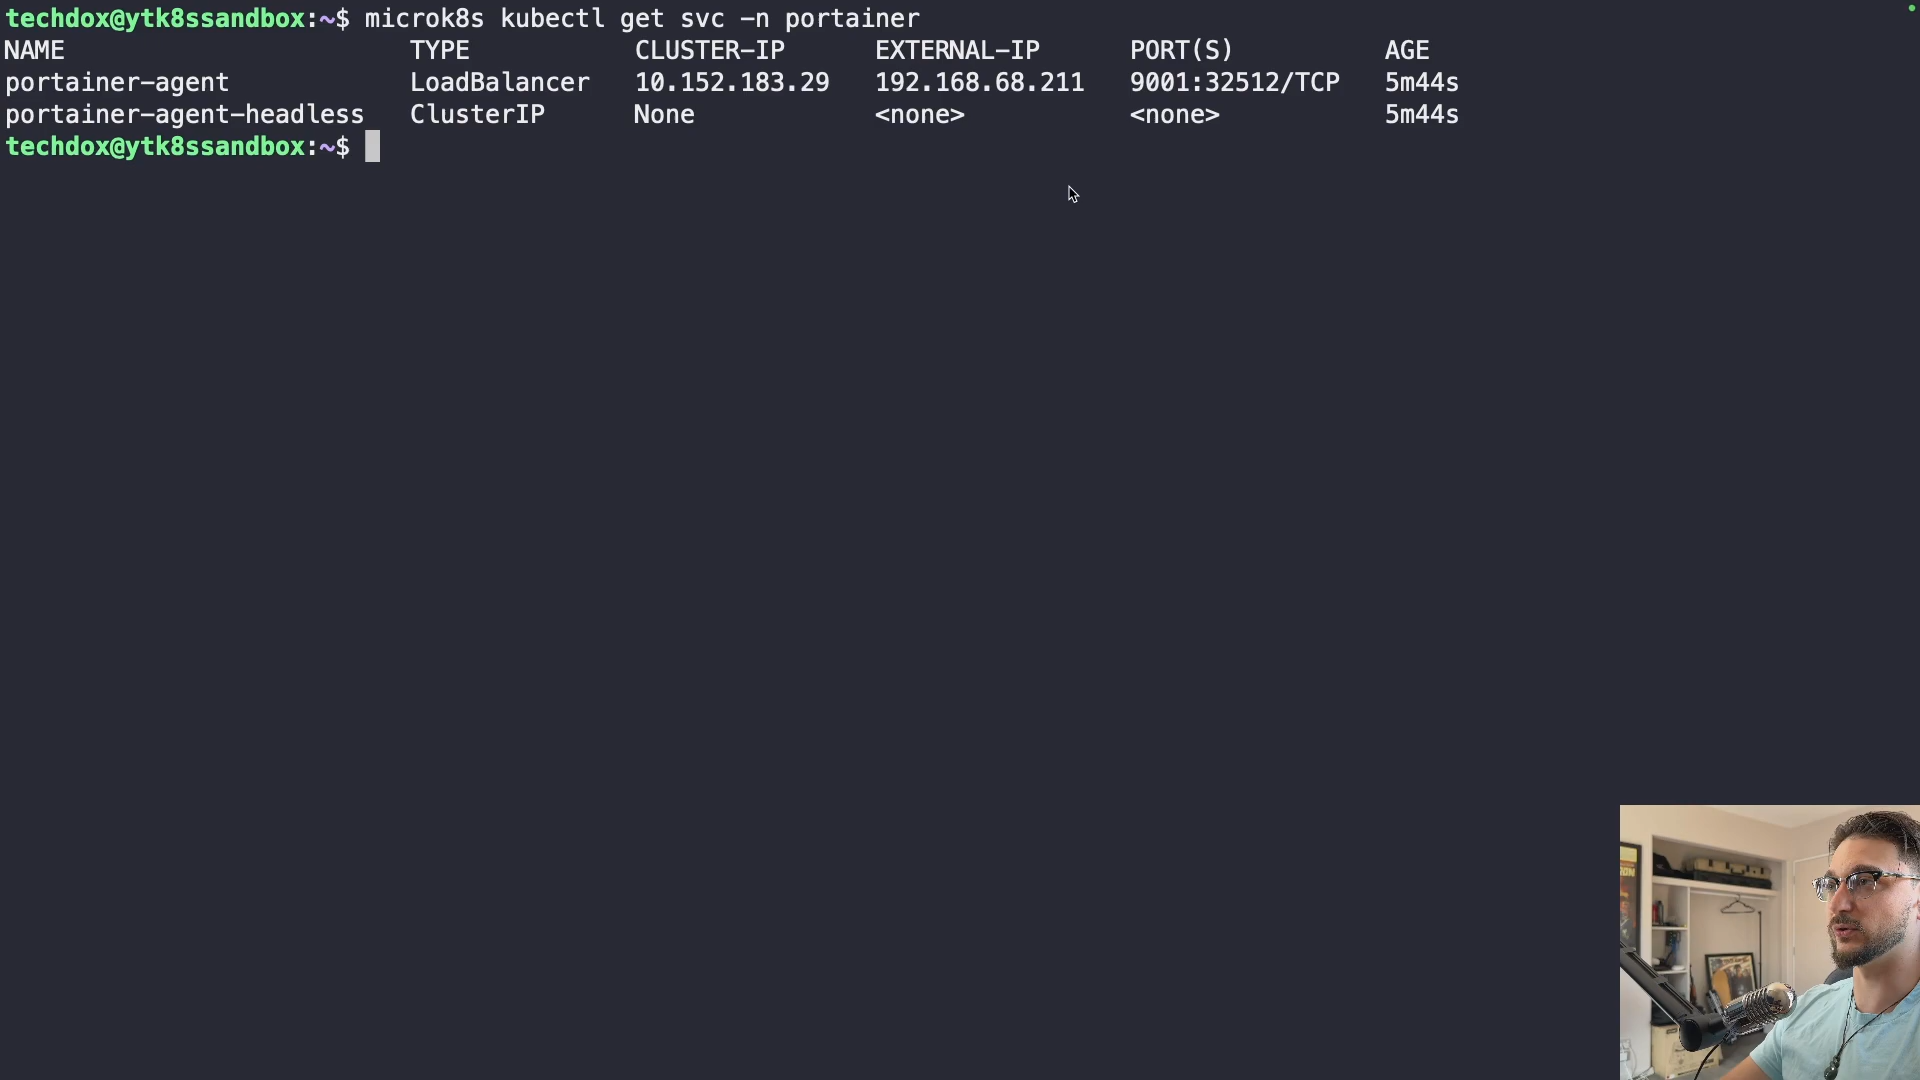 techdox@ytk8ssandbox:~$ microk8s kubectl get svc -n portainer
NAME TYPE CLUSTER-IP EXTERNAL-IP PORT(S) AGE
portainer-agent LoadBalancer 10.152.183.29 192.168.68.211 9001:32512/TCP 5m44s
portainer-agent-headless ClusterIP None <none> <none> 5m44s
techdox@ytk8ssandbox:~$